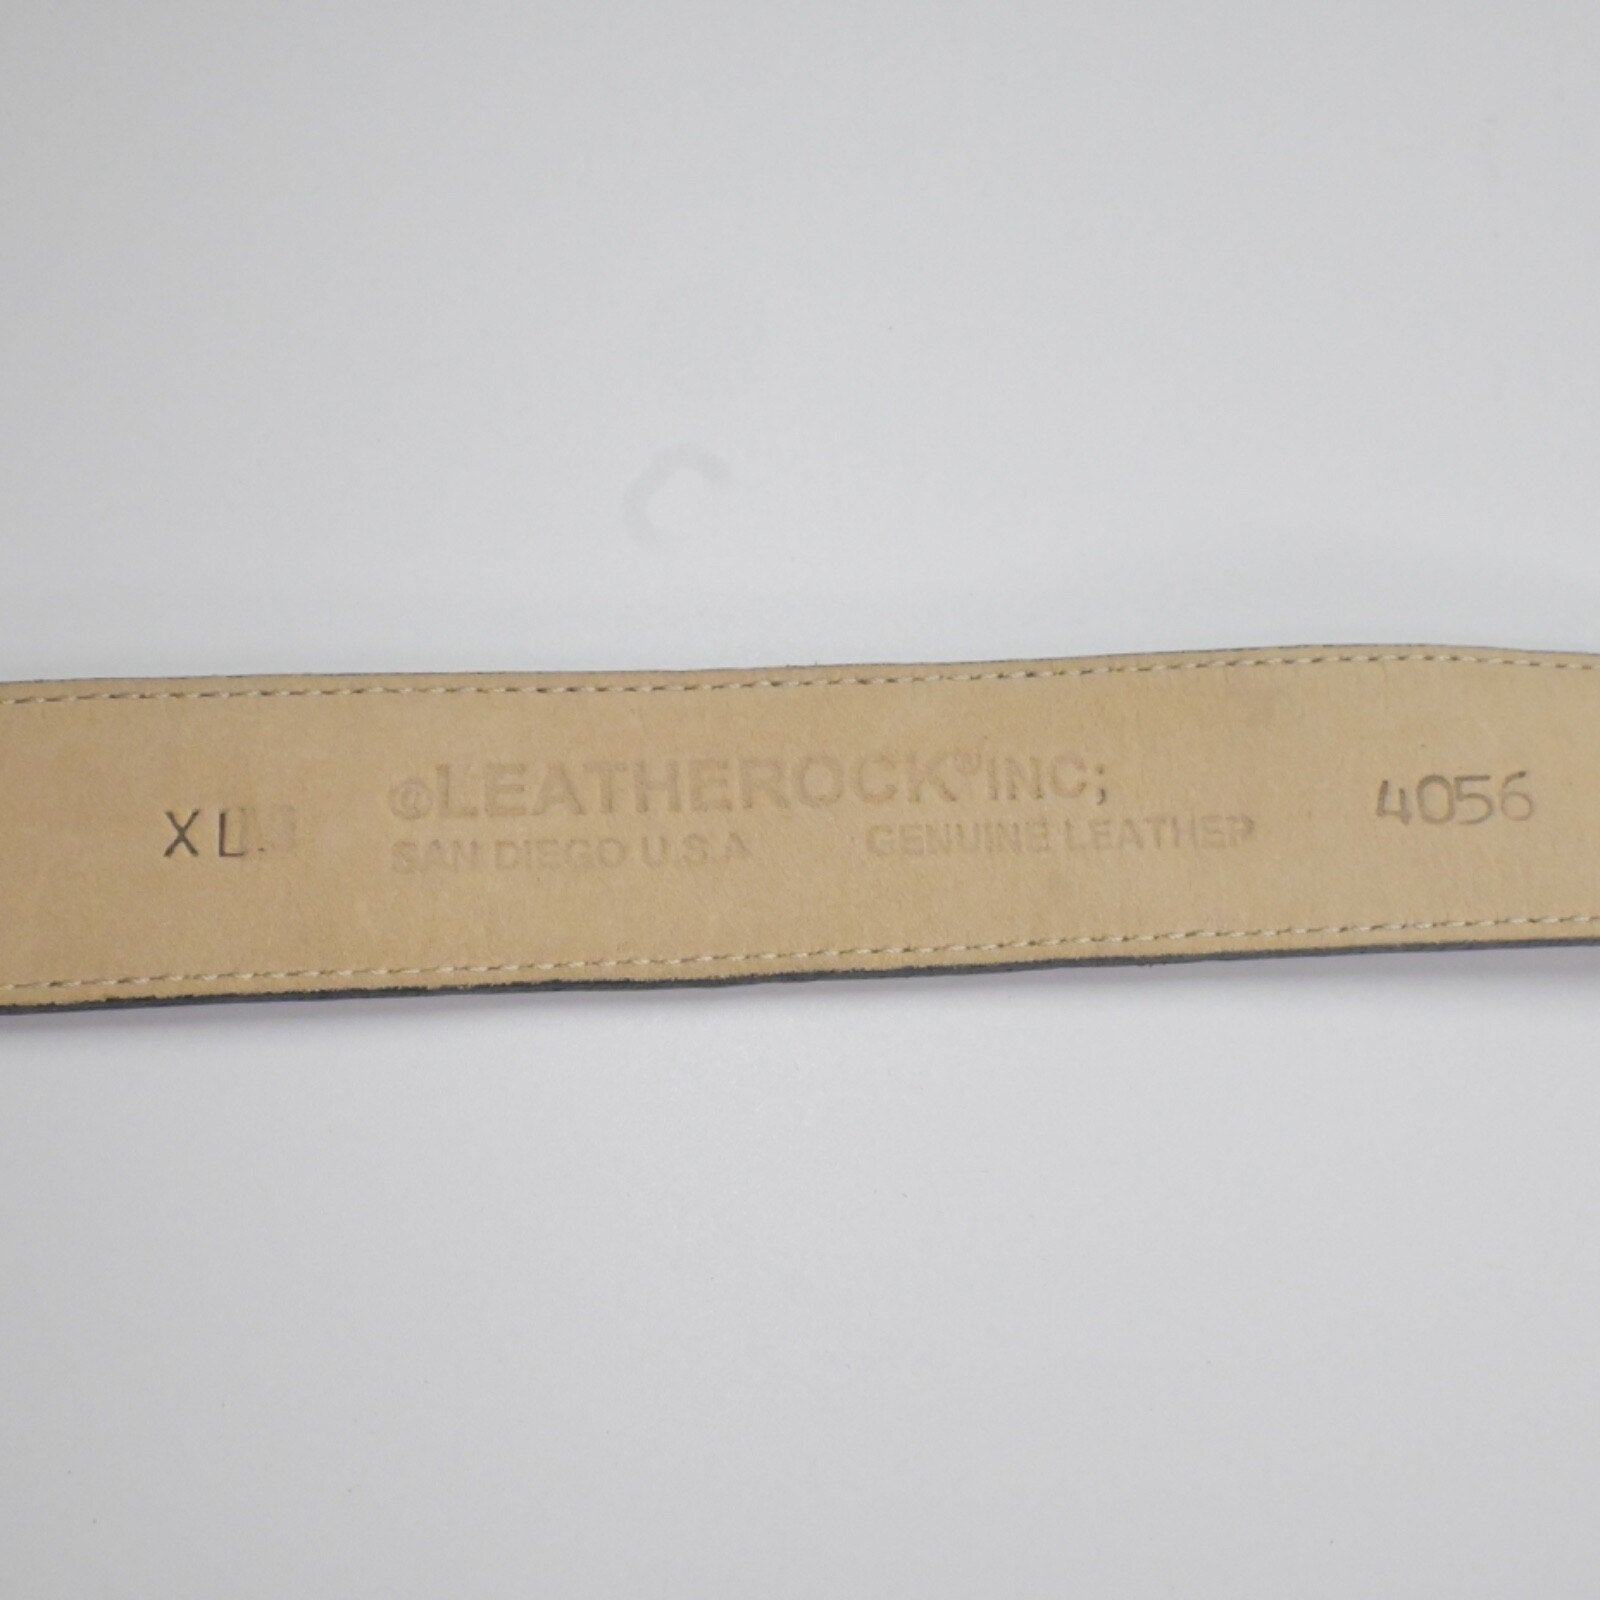 XL
©LEATHEROCK®INC;
SAN DIEGO U.S.A GENUINE LEATHER
4056